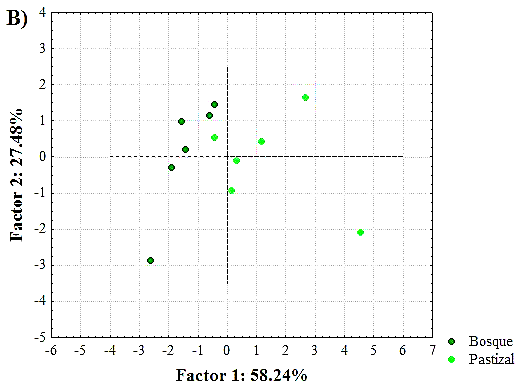 B)
4
3
2
1
0
-1
-2
-3
-4
-5
Factor 2: 27.48%
-6 -5 -4 -3 -2 -1 0 1 2 3 4 5 6 7
Factor 1: 58.24%
Bosque
Pastizal